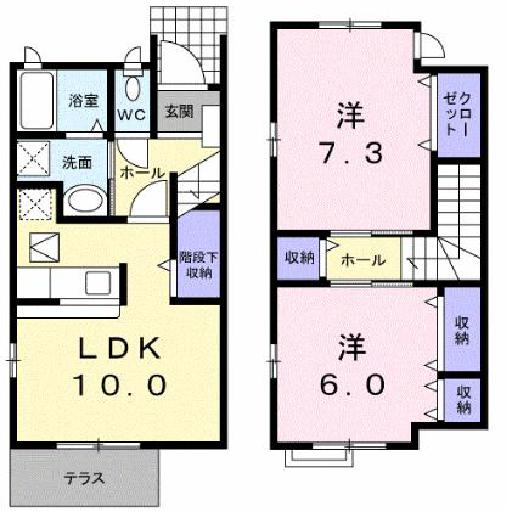 浴室
WC
玄関
洗面
ホール
階段下
収納
LDK
10.0
テラス
洋
7.3
クロー
ゼット
収納
ホール
洋
6.0
収納
収納